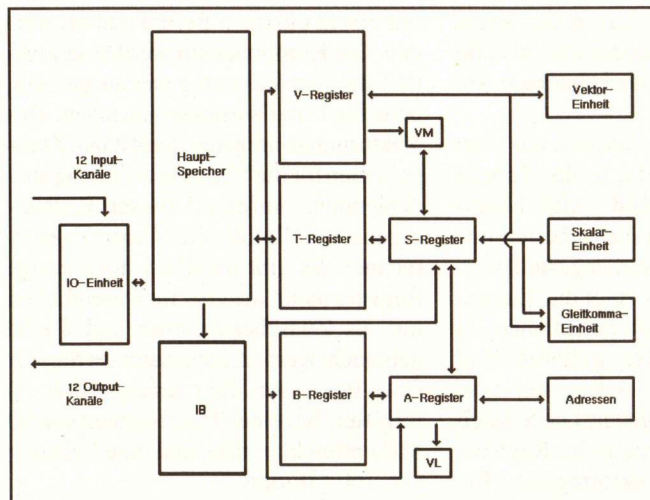 V-Register
Vektor-
Einheit
VM
12 Input-
Kanäle
Haupt-
Speicher
T-Register
S-Register
Skalar-
Einheit
IO-Einheit
Gleitkomma-
Einheit
12 Output-
Kanäle
IB
B-Register
A-Register
Adressen
VL